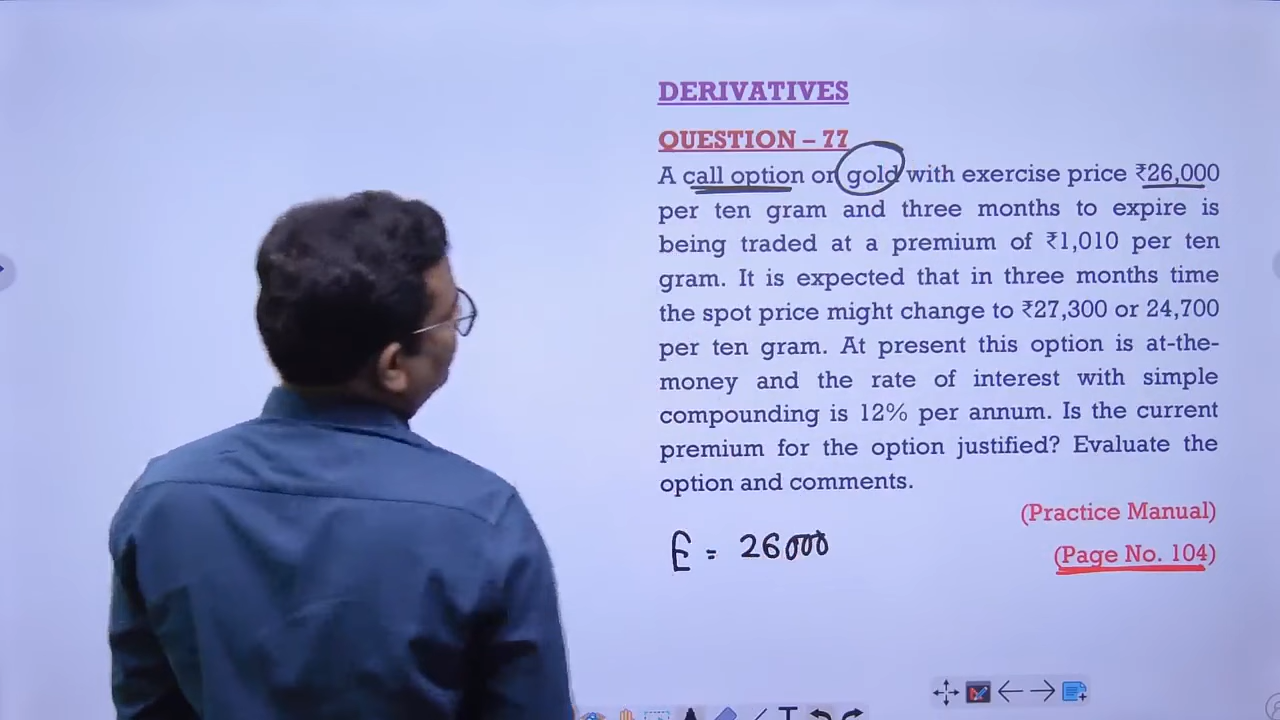 DERIVATIVES
QUESTION – 77
A call option on gold with exercise price ₹26,000
per ten gram and three months to expire is
being traded at a premium of ₹1,010 per ten
gram. It is expected that in three months time
the spot price might change to ₹27,300 or 24,700
per ten gram. At present this option is at-the-
money and the rate of interest with simple
compounding is 12% per annum. Is the current
premium for the option justified? Evaluate the
option and comments.
(Practice Manual)
(Page No. 104)
E = 26000